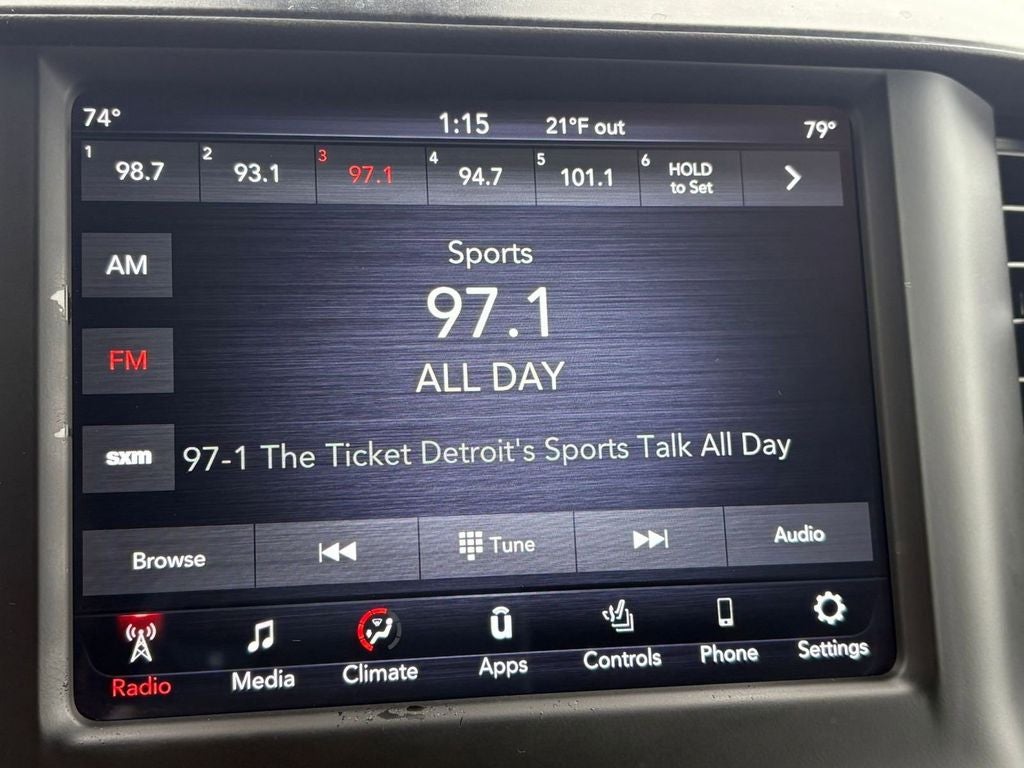 74° 1:15 21°F out 79°
1 98.7 2 93.1 3 97.1 4 94.7 5 101.1 6 HOLD to Set
AM
Sports
97.1
FM
ALL DAY
sxm
97-1 The Ticket Detroit's Sports Talk All Day
Browse Tune Audio
Radio Media Climate Apps Controls Phone Settings